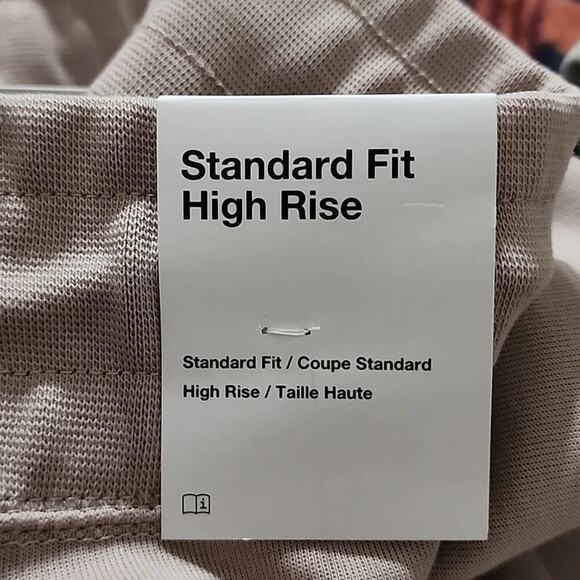 Standard Fit
High Rise
Standard Fit / Coupe Standard
High Rise / Taille Haute
i